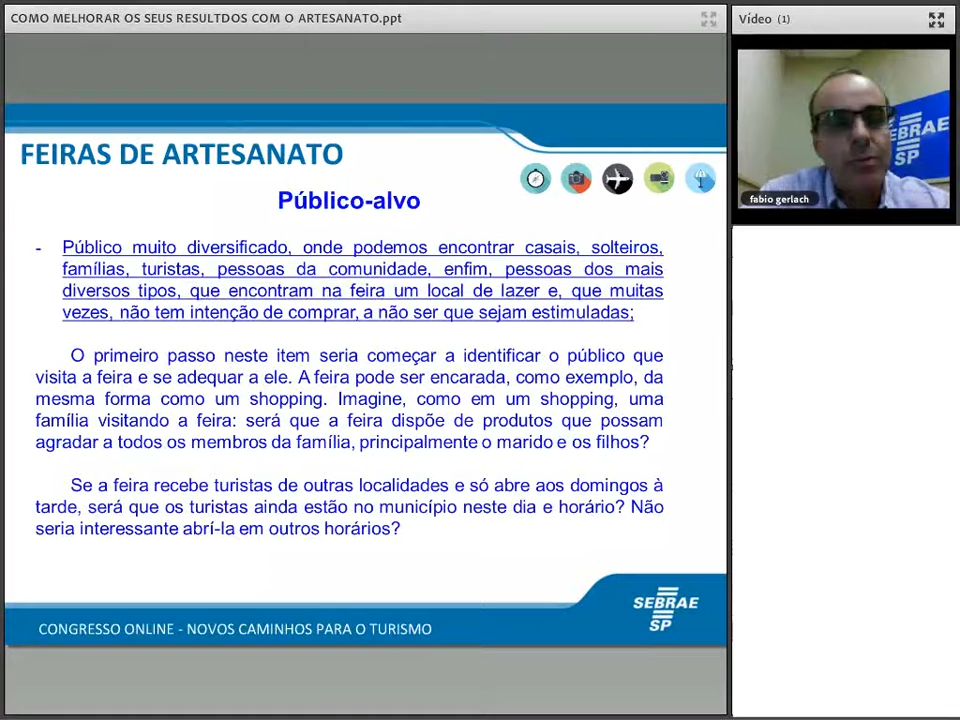 COMO MELHORAR OS SEUS RESULTDOS COM O ARTESANATO.ppt
Vídeo (1)
SEBRAE
SP
fabio gerlach
FEIRAS DE ARTESANATO
Público-alvo
- Público muito diversificado, onde podemos encontrar casais, solteiros,
famílias, turistas, pessoas da comunidade, enfim, pessoas dos mais
diversos tipos, que encontram na feira um local de lazer e, que muitas
vezes, não tem intenção de comprar, a não ser que sejam estimuladas;
O primeiro passo neste item seria começar a identificar o público que
visita a feira e se adequar a ele. A feira pode ser encarada, como exemplo, da
mesma forma como um shopping. Imagine, como em um shopping, uma
família visitando a feira: será que a feira dispõe de produtos que possam
agradar a todos os membros da família, principalmente o marido e os filhos?
Se a feira recebe turistas de outras localidades e só abre aos domingos à
tarde, será que os turistas ainda estão no município neste dia e horário? Não
seria interessante abrí-la em outros horários?
SEBRAE
SP
CONGRESSO ONLINE - NOVOS CAMINHOS PARA O TURISMO